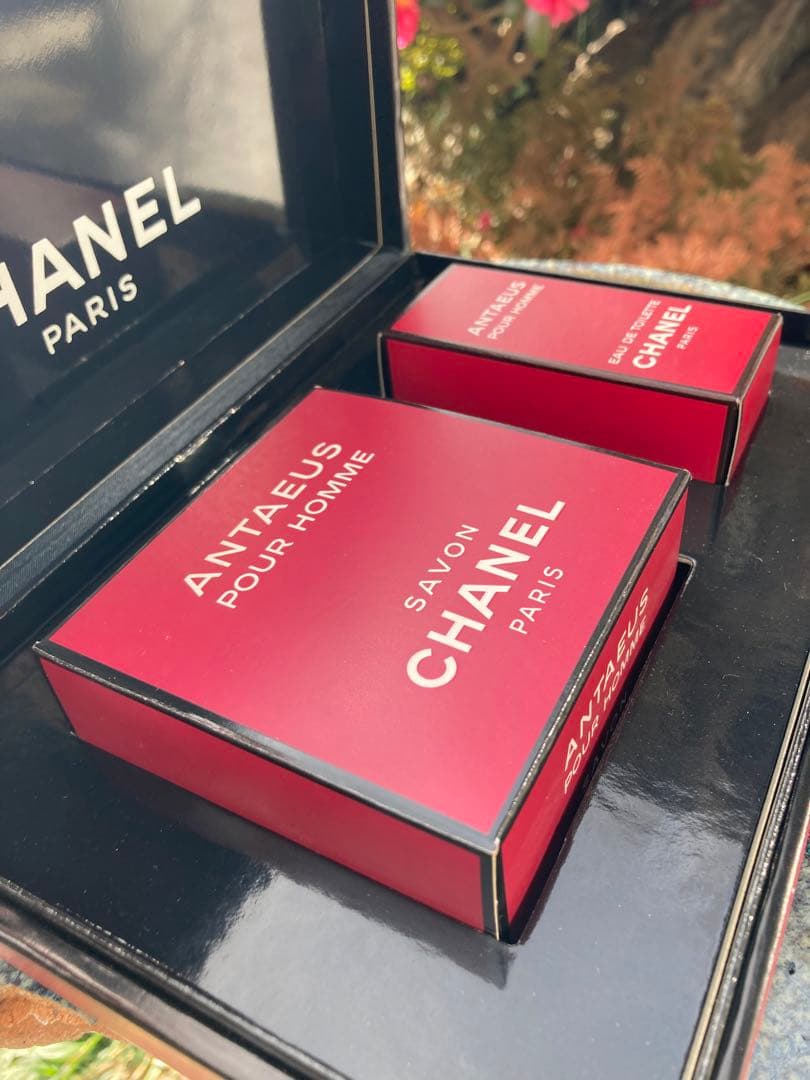 HANEL
PARIS
ANTAEUS
POUR HOMME
EAU DE TOILETTE
CHANEL
PARIS
ANTAEUS
POUR HOMME
SAVON
CHANEL
PARIS
ANTAEUS
POUR HOMME